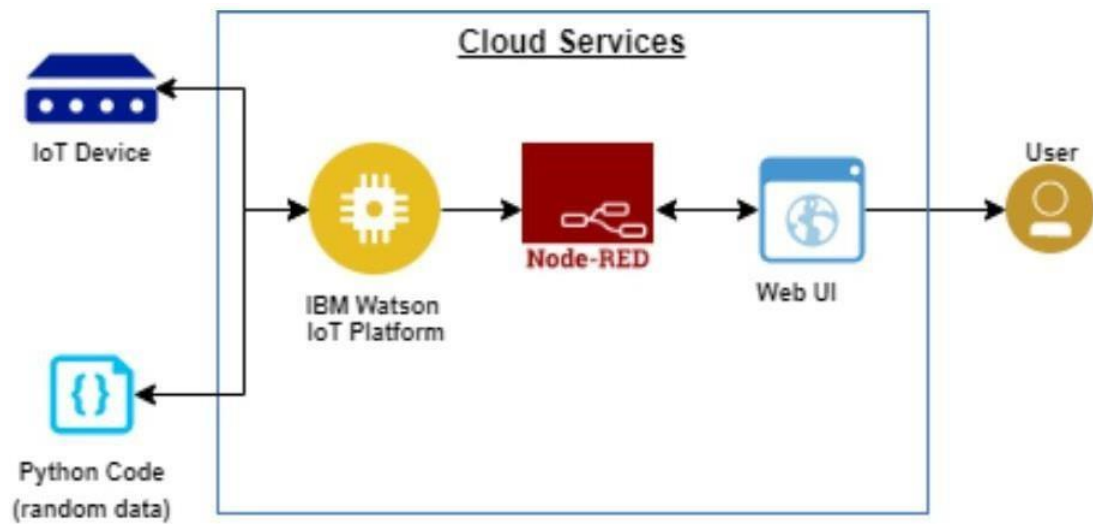 Cloud Services
IoT Device
User
Node-RED
IBM Watson
IoT Platform
Web UI
{}
Python Code
(random data)